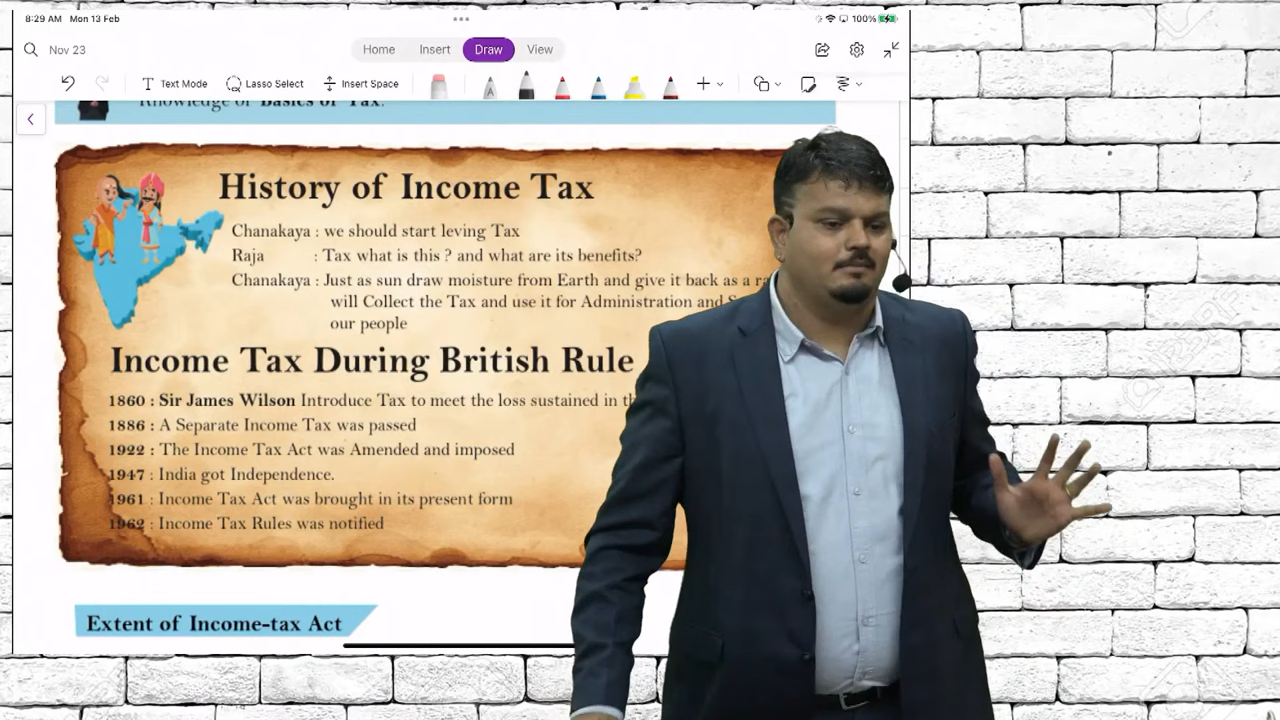 8:29 AM Mon 13 Feb
100%
Nov 23
Home Insert Draw View
Text Mode Lasso Select Insert Space
Knowledge of Basics of Tax.
History of Income Tax
Chanakaya : we should start leving Tax
Raja : Tax what is this ? and what are its benefits?
Chanakaya : Just as sun draw moisture from Earth and give it back as a
will Collect the Tax and use it for Administration and
our people
Income Tax During British Rule
1860 : Sir James Wilson Introduce Tax to meet the loss sustained in
1886 : A Separate Income Tax was passed
1922 : The Income Tax Act was Amended and imposed
1947 : India got Independence.
1961 : Income Tax Act was brought in its present form
1962 : Income Tax Rules was notified
Extent of Income-tax Act